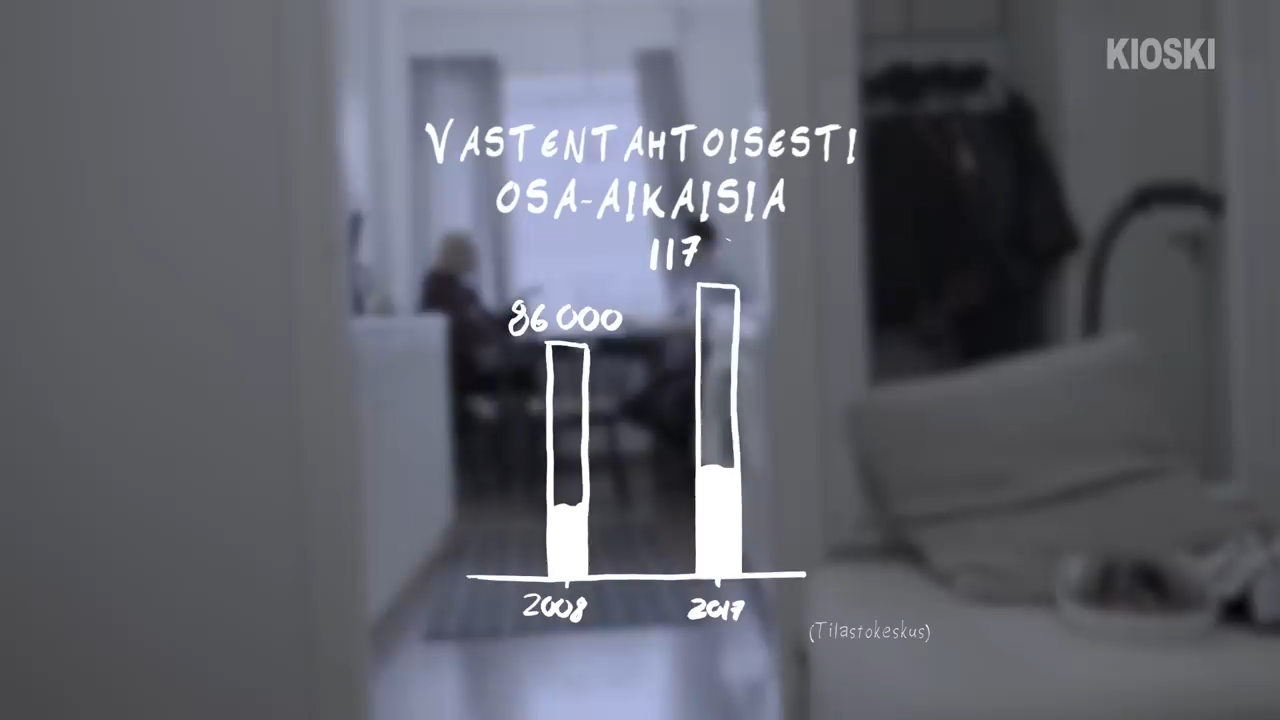 KIOSKI
VASTENTAHTOISESTI
OSA-AIKAISIA
117
86 000
2008
2017
(Tilastokeskus)